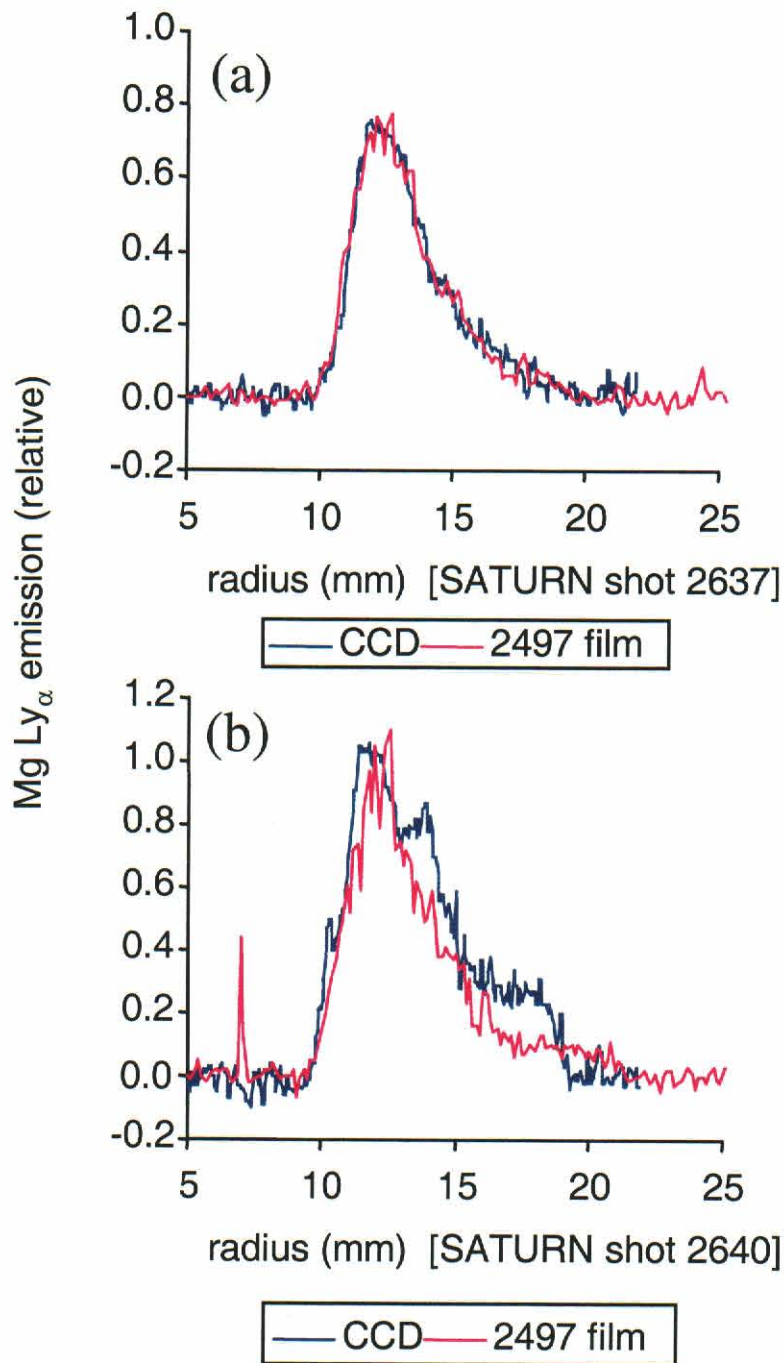 Mg Lyα emission (relative)
(a)
1.0
0.8
0.6
0.4
0.2
0.0
-0.2
5 10 15 20 25
radius (mm) [SATURN shot 2637]
CCD 2497 film
(b)
1.2
1.0
0.8
0.6
0.4
0.2
0.0
-0.2
5 10 15 20 25
radius (mm) [SATURN shot 2640]
CCD 2497 film